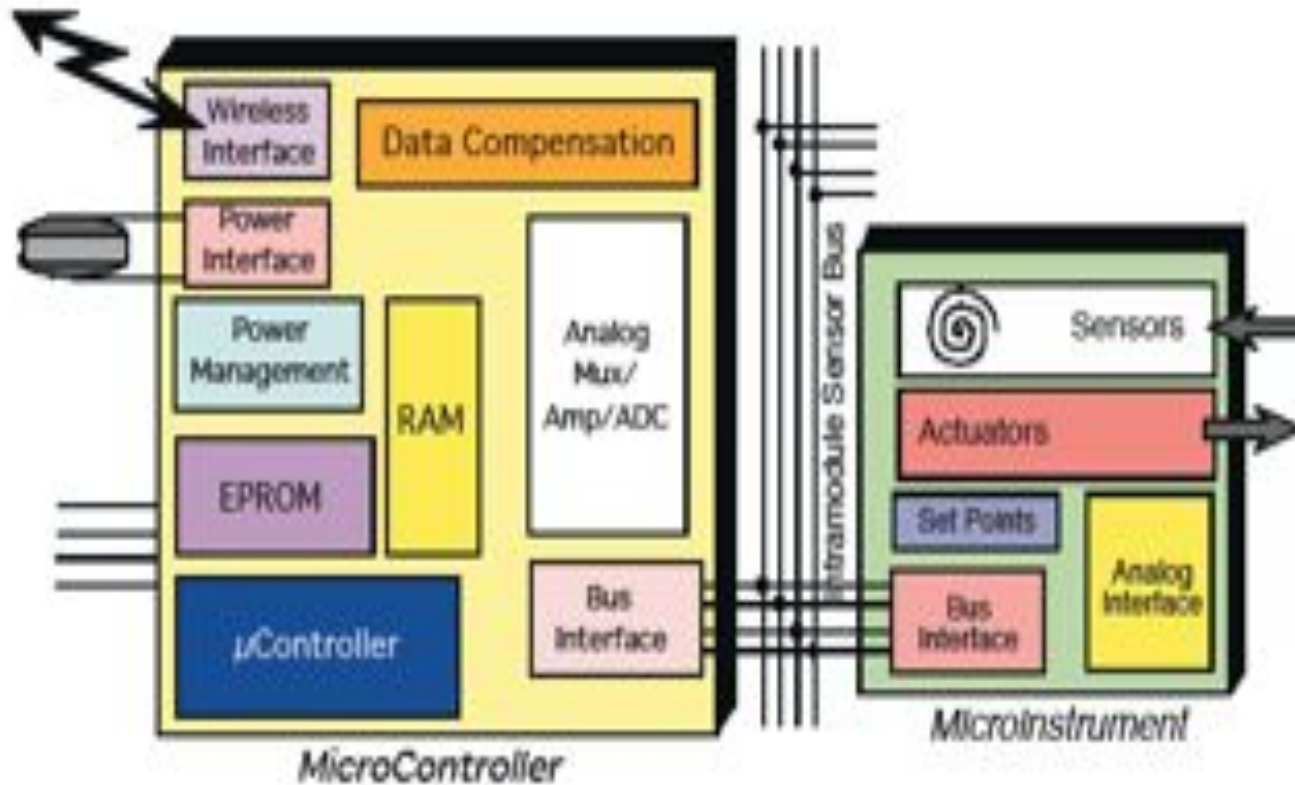 Wireless
Interface
Data Compensation
Power
Interface
Power
Management
RAM
Analog
Mux/
Amp/ADC
EPROM
µController
Bus
Interface
MicroController
Intramodule Sensor Bus
Sensors
Actuators
Set Points
Analog
Interface
Bus
Interface
MicroInstrument